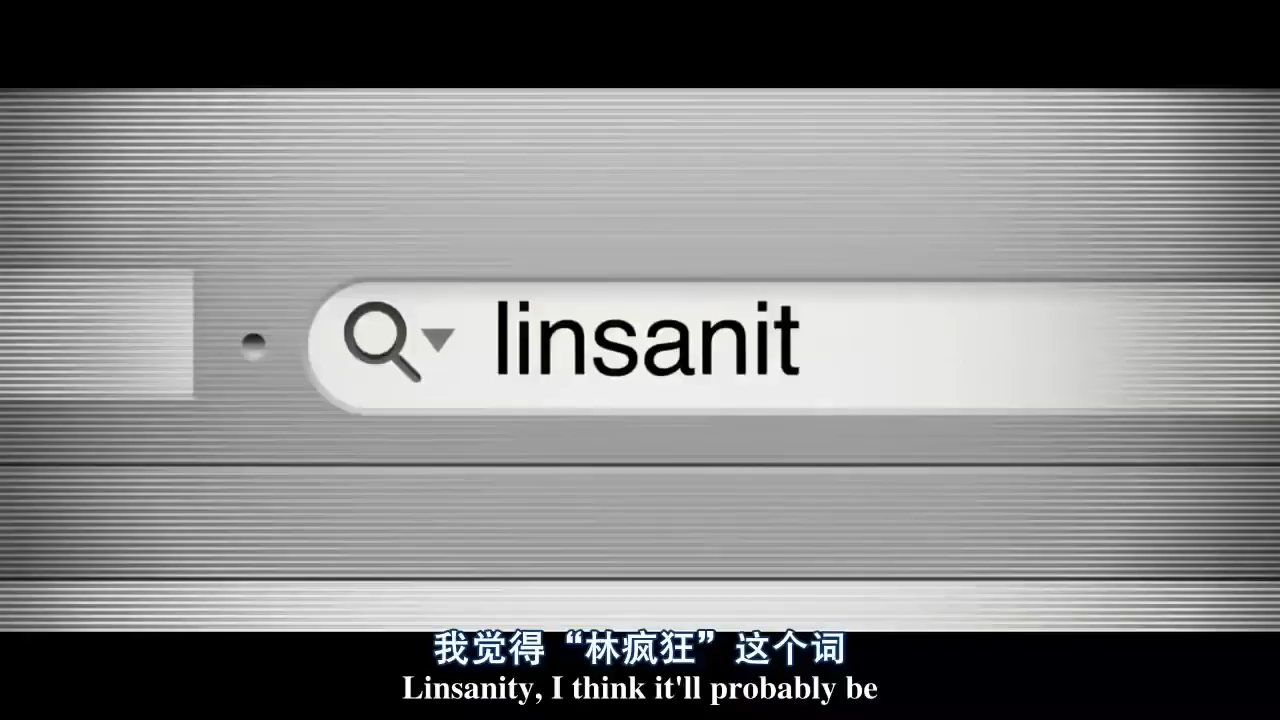 linsanit
我觉得“林疯狂”这个词
Linsanity, I think it'll probably be